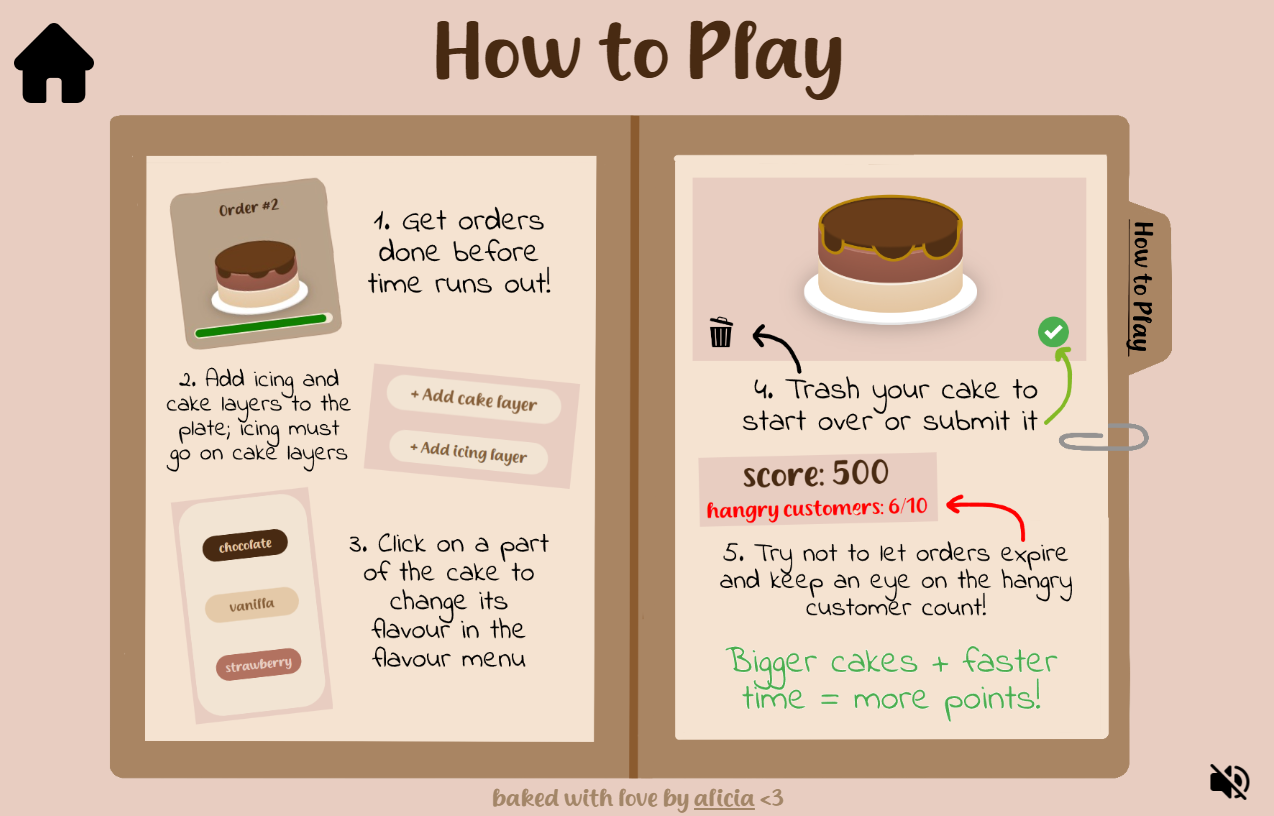 How to Play
Order #2
1. Get orders
done before
time runs out!
2. Add icing and
cake layers to the
plate; icing must
go on cake layers
+ Add cake layer
+ Add icing layer
chocolate
vanilla
strawberry
3. Click on a part
of the cake to
change its
flavour in the
flavour menu
4. Trash your cake to
start over or submit it
score: 500
hangry customers: 6/10
5. Try not to let orders expire
and keep an eye on the hangry
customer count!
Bigger cakes + faster
time = more points!
How to Play
baked with love by alicia <3